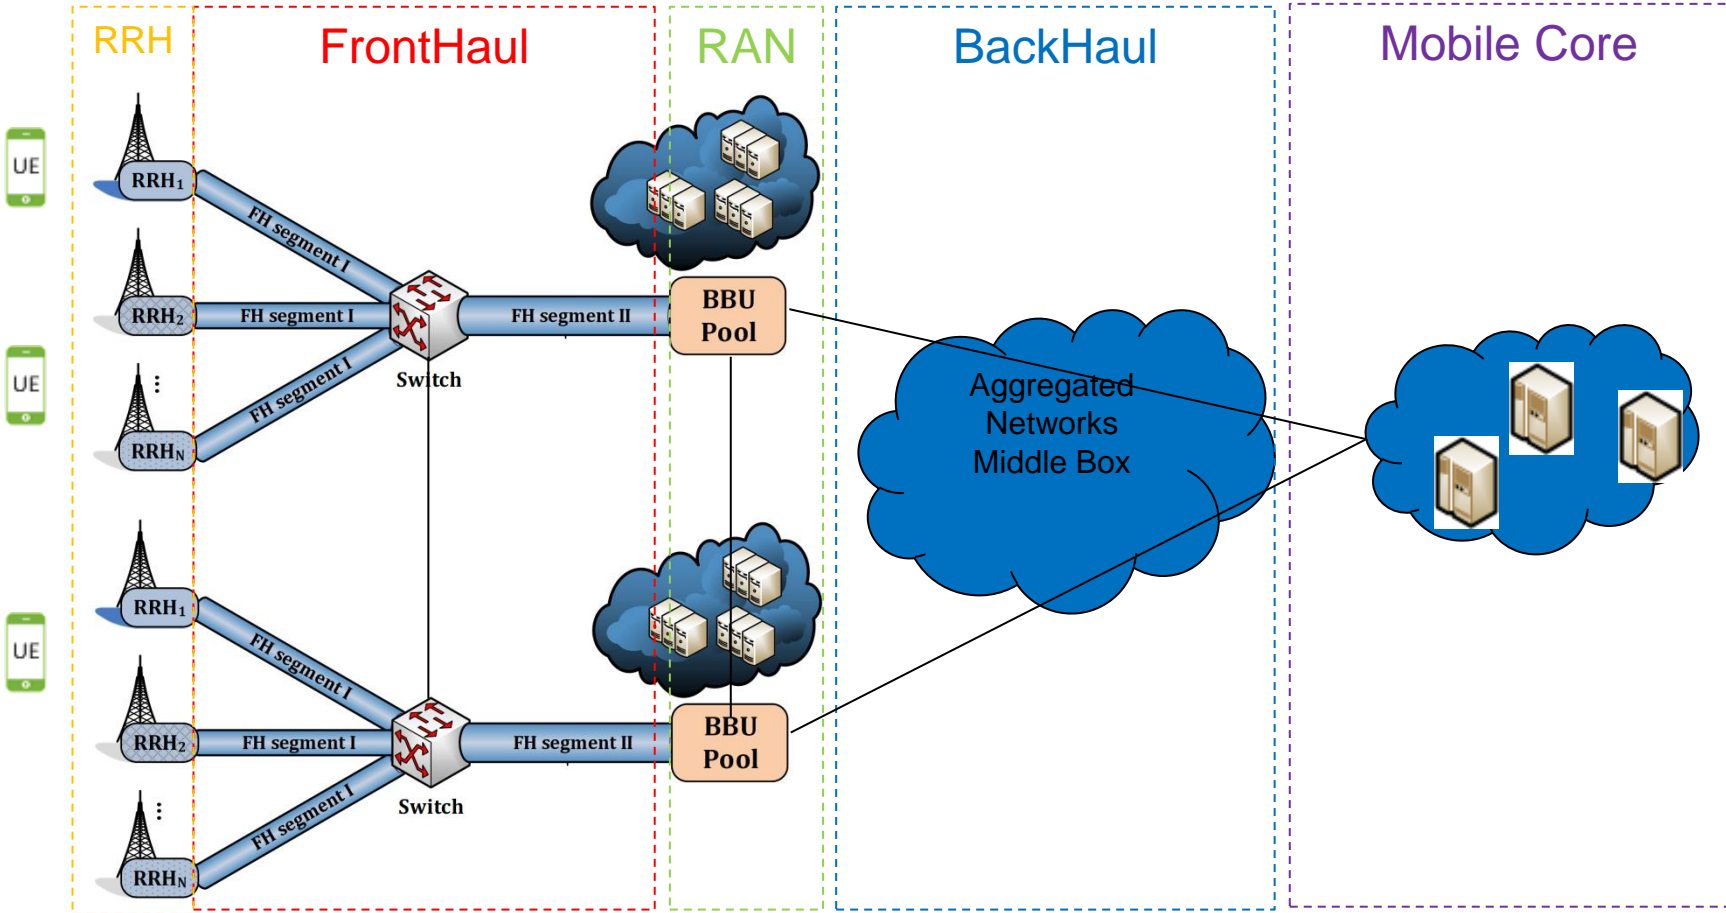 RRH
FrontHaul
RAN
BackHaul
Mobile Core
UE
RRH₁
FH segment I
RRH₂
FH segment I
FH segment II
BBU
Pool
Switch
FH segment I
...
RRH_N
UE
Aggregated
Networks
Middle Box
UE
RRH₁
FH segment I
RRH₂
FH segment I
FH segment II
BBU
Pool
Switch
FH segment I
...
RRH_N